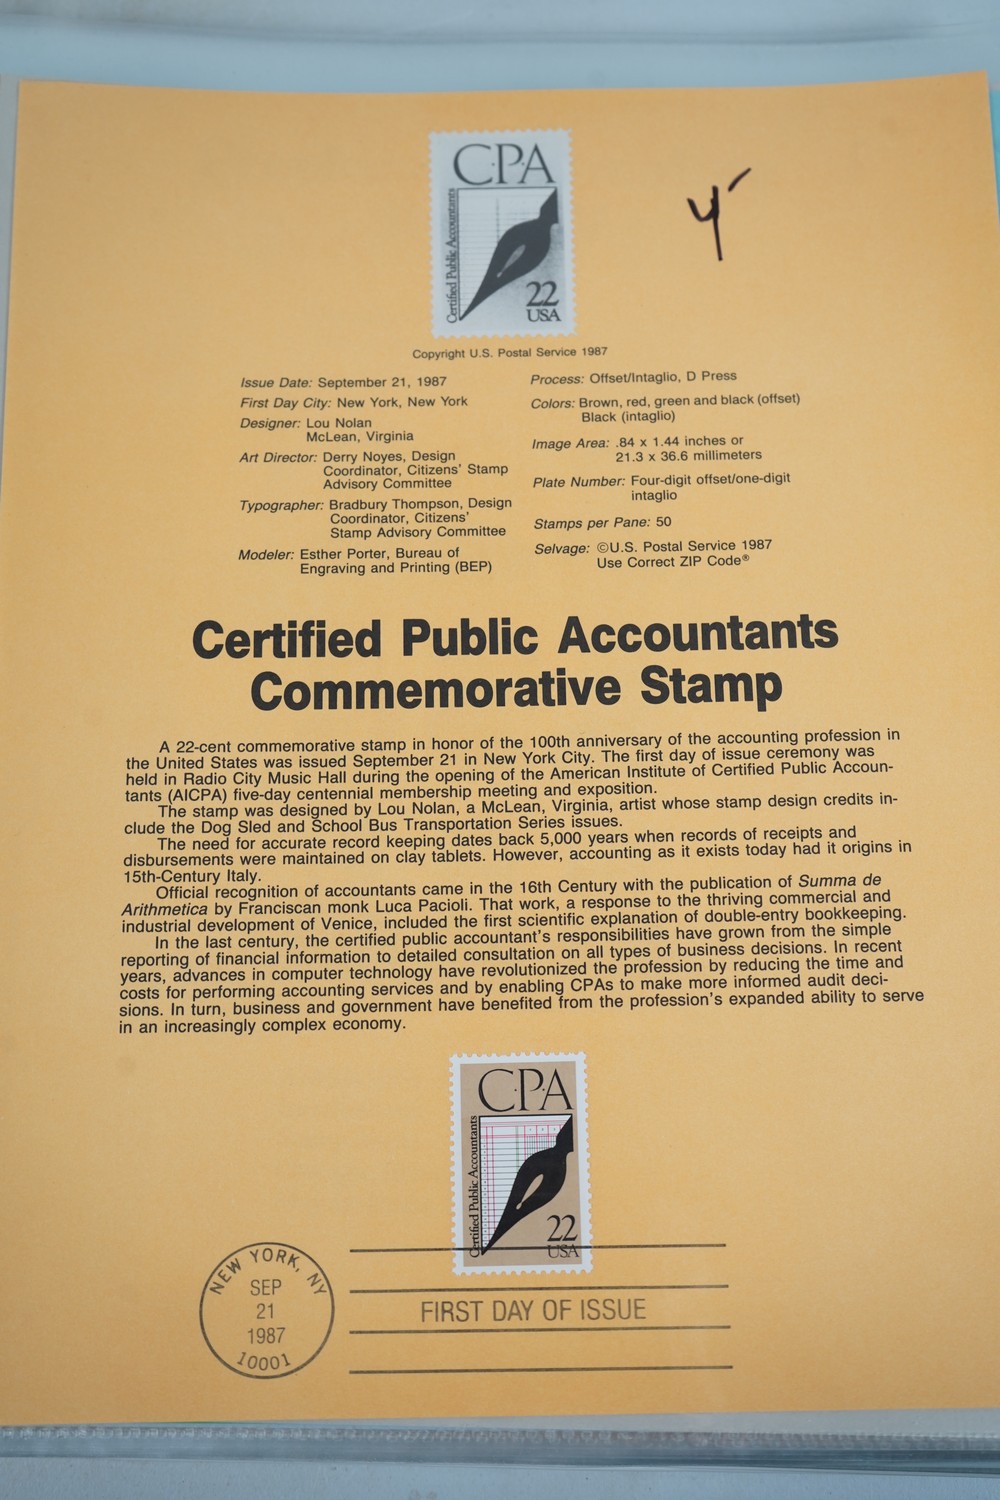 C·P·A
Certified Public Accountants
22
USA
Copyright U.S. Postal Service 1987
Issue Date: September 21, 1987
First Day City: New York, New York
Designer: Lou Nolan
McLean, Virginia
Art Director: Derry Noyes, Design
Coordinator, Citizens' Stamp
Advisory Committee
Typographer: Bradbury Thompson, Design
Coordinator, Citizens'
Stamp Advisory Committee
Modeler: Esther Porter, Bureau of
Engraving and Printing (BEP)
Process: Offset/Intaglio, D Press
Colors: Brown, red, green and black (offset)
Black (intaglio)
Image Area: .84 x 1.44 inches or
21.3 x 36.6 millimeters
Plate Number: Four-digit offset/one-digit
intaglio
Stamps per Pane: 50
Selvage: ©U.S. Postal Service 1987
Use Correct ZIP Code®
Certified Public Accountants
Commemorative Stamp
A 22-cent commemorative stamp in honor of the 100th anniversary of the accounting profession in
the United States was issued September 21 in New York City. The first day of issue ceremony was
held in Radio City Music Hall during the opening of the American Institute of Certified Public Accoun-
tants (AICPA) five-day centennial membership meeting and exposition.
The stamp was designed by Lou Nolan, a McLean, Virginia, artist whose stamp design credits in-
clude the Dog Sled and School Bus Transportation Series issues.
The need for accurate record keeping dates back 5,000 years when records of receipts and
disbursements were maintained on clay tablets. However, accounting as it exists today had it origins in
15th-Century Italy.
Official recognition of accountants came in the 16th Century with the publication of Summa de
Arithmetica by Franciscan monk Luca Pacioli. That work, a response to the thriving commercial and
industrial development of Venice, included the first scientific explanation of double-entry bookkeeping.
In the last century, the certified public accountant's responsibilities have grown from the simple
reporting of financial information to detailed consultation on all types of business decisions. In recent
years, advances in computer technology have revolutionized the profession by reducing the time and
costs for performing accounting services and by enabling CPAs to make more informed audit deci-
sions. In turn, business and government have benefited from the profession's expanded ability to serve
in an increasingly complex economy.
C·P·A
Certified Public Accountants
22
USA
NEW YORK, NY
SEP
21
1987
10001
FIRST DAY OF ISSUE